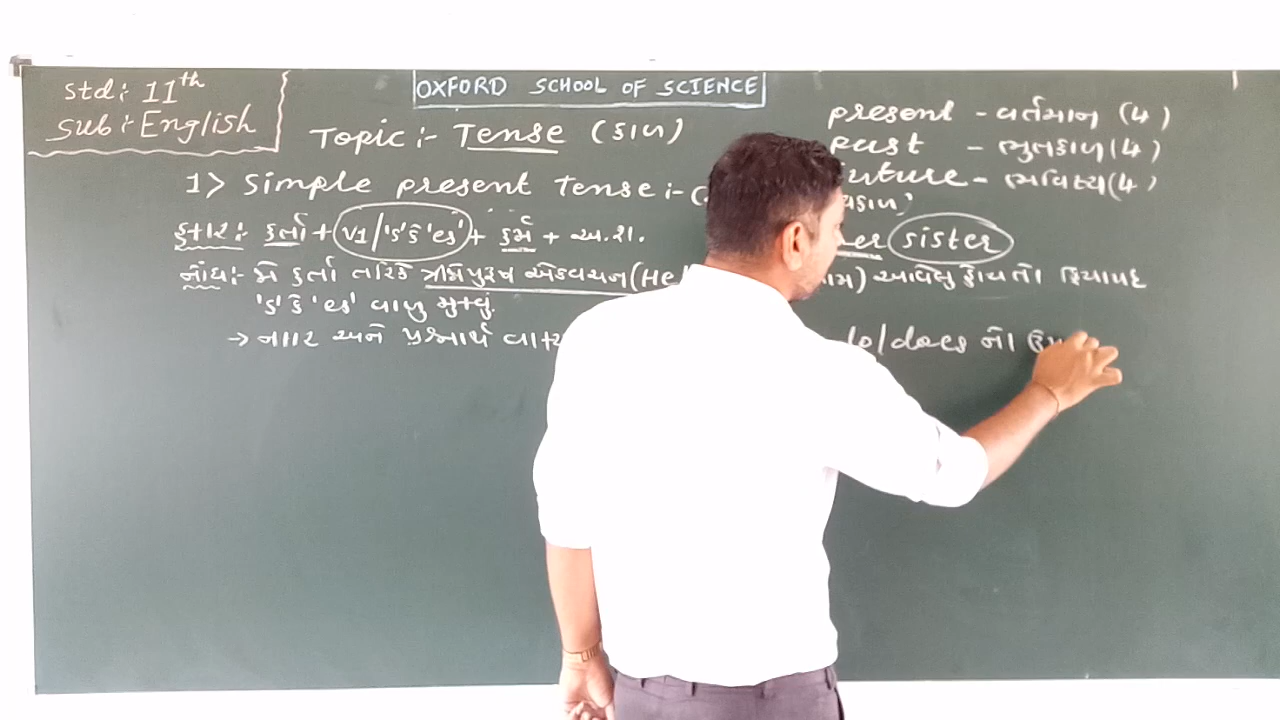 Std: 11th
Sub: English
OXFORD SCHOOL OF SCIENCE
Topic :- Tense (કાળ)
present - વર્તમાન (4)
past - ભુતકાળ (4)
future - ભવિષ્ય (4)
1> Simple present Tense :- (
કર્તા + V1/'s' કે 'es' + કર્મ + અ.શ.
her sister
નોંધ :- જો કર્તા તરિકે ત્રીજો પુરુષ એકવચન (He
આવેલુ હોય તો ક્રિયાપદ
's' કે 'es' વાળુ મુકવું.
→ નકાર અને પ્રશ્નાર્થ
do/does નો